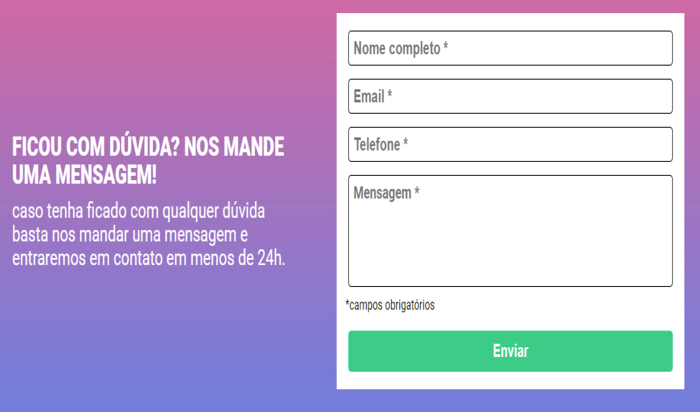 FICOU COM DÚVIDA? NOS MANDE
UMA MENSAGEM!
caso tenha ficado com qualquer dúvida
basta nos mandar uma mensagem e
entraremos em contato em menos de 24h.
Nome completo *
Email *
Telefone *
Mensagem *
*campos obrigatórios
Enviar